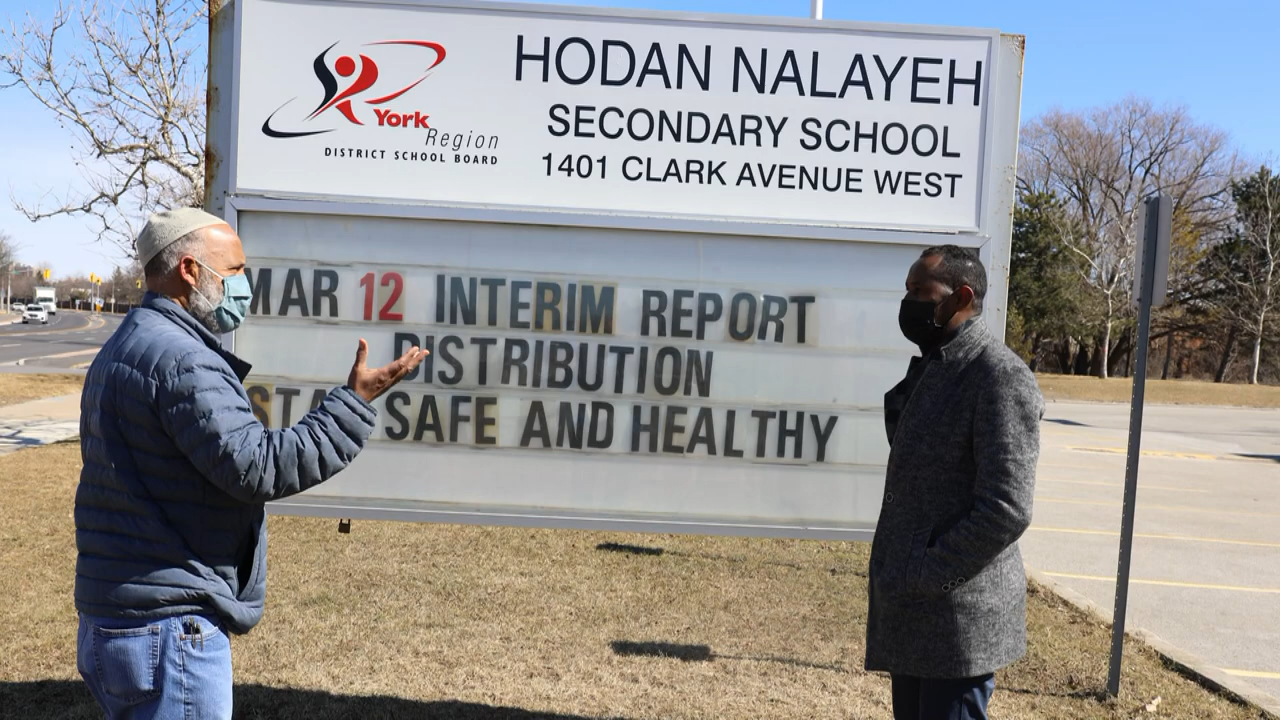 York
Region
DISTRICT SCHOOL BOARD
HODAN NALAYEH
SECONDARY SCHOOL
1401 CLARK AVENUE WEST
MAR 12 INTERIM REPORT
DISTRIBUTION
STAY SAFE AND HEALTHY